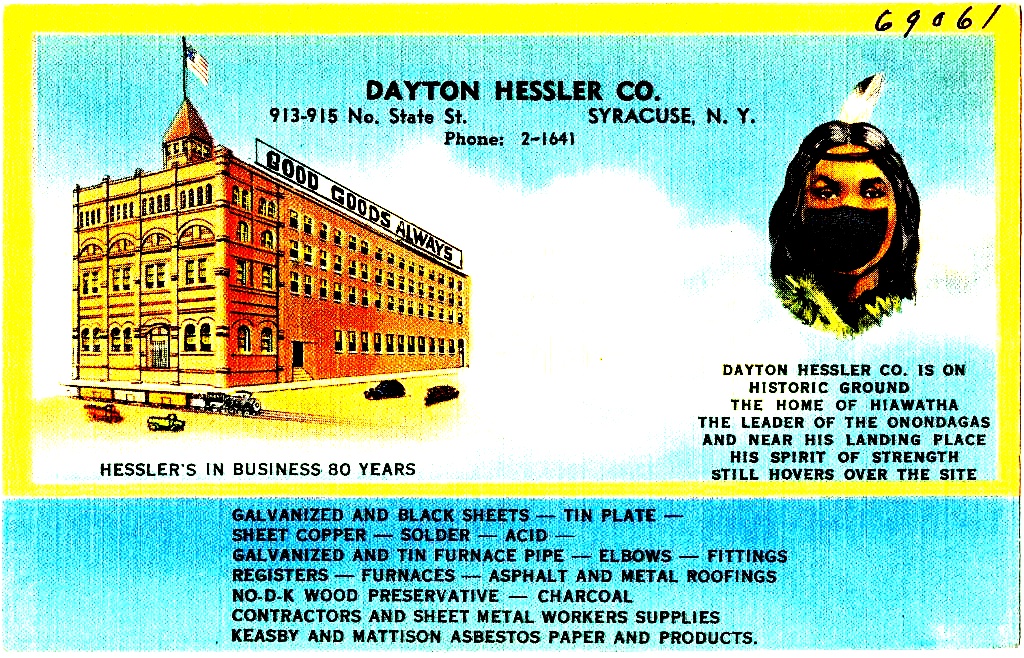 69061
DAYTON HESSLER CO.
913-915 No. State St. SYRACUSE, N. Y.
Phone: 2-1641
GOOD GOODS ALWAYS
DAYTON HESSLER CO. IS ON
HISTORIC GROUND
THE HOME OF HIAWATHA
THE LEADER OF THE ONONDAGAS
AND NEAR HIS LANDING PLACE
HIS SPIRIT OF STRENGTH
STILL HOVERS OVER THE SITE
HESSLER'S IN BUSINESS 80 YEARS
GALVANIZED AND BLACK SHEETS — TIN PLATE —
SHEET COPPER — SOLDER — ACID —
GALVANIZED AND TIN FURNACE PIPE — ELBOWS — FITTINGS
REGISTERS — FURNACES — ASPHALT AND METAL ROOFINGS
NO-D-K WOOD PRESERVATIVE — CHARCOAL
CONTRACTORS AND SHEET METAL WORKERS SUPPLIES
KEASBY AND MATTISON ASBESTOS PAPER AND PRODUCTS.